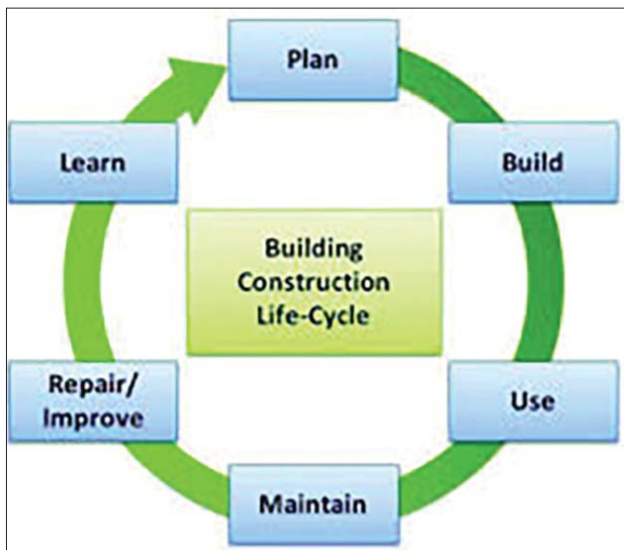 Plan
Build
Use
Maintain
Repair/
Improve
Learn
Building
Construction
Life-Cycle